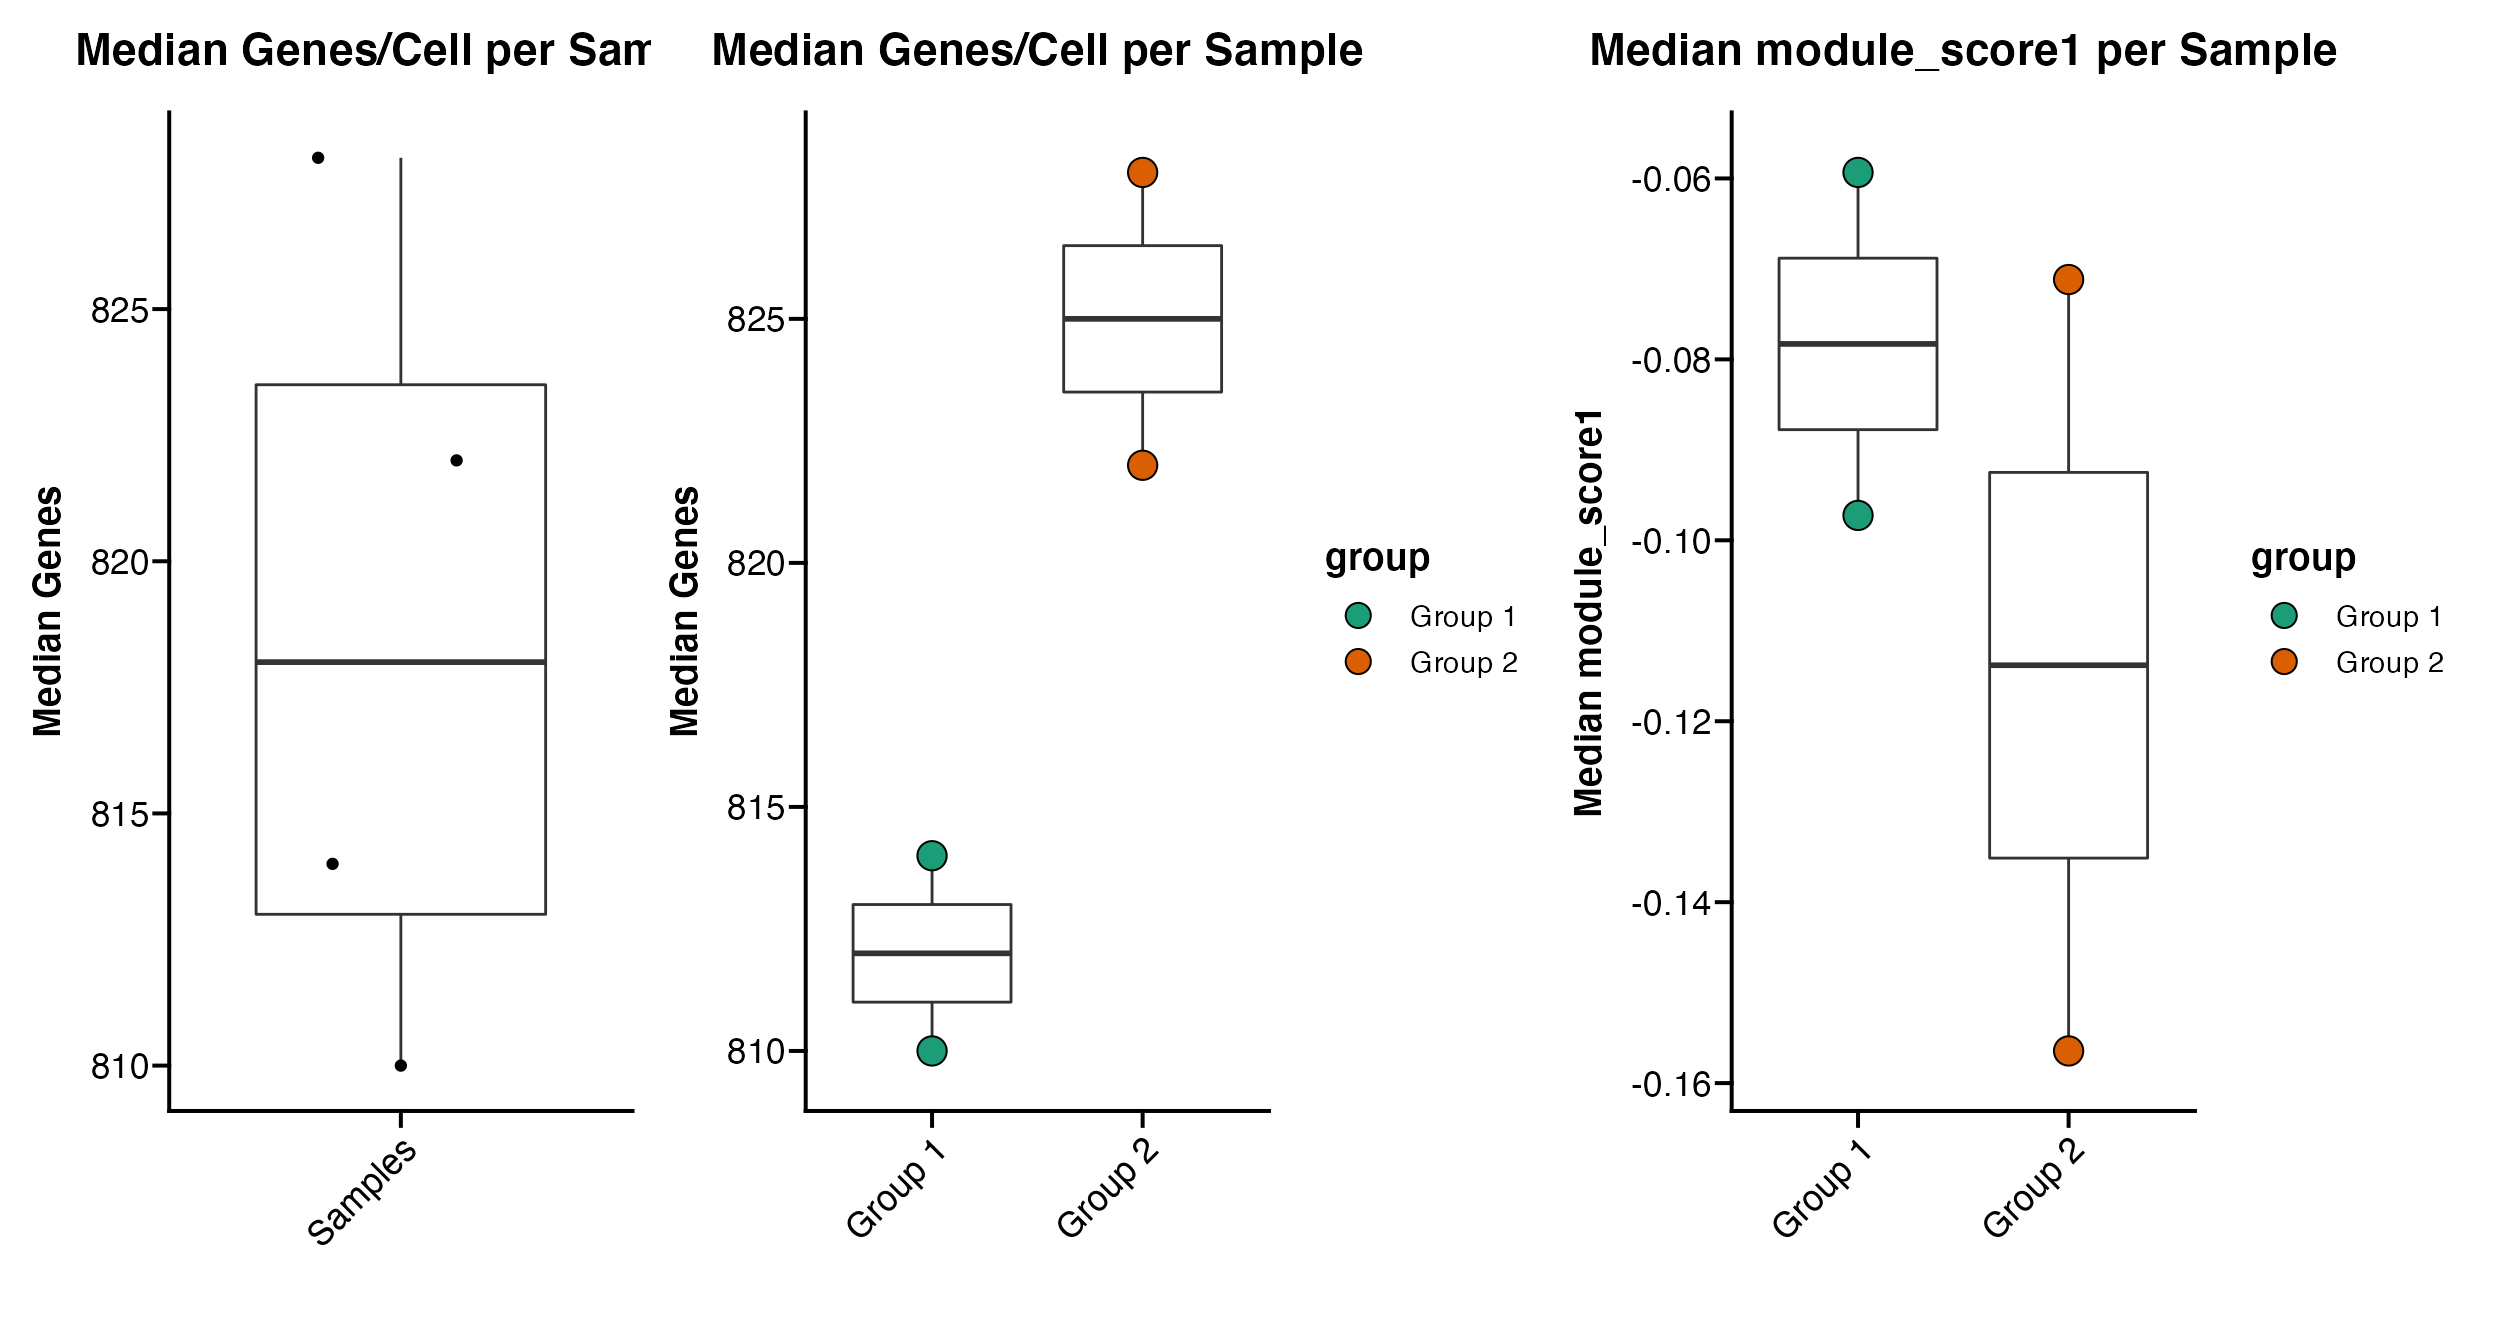 Median Genes/Cell per Sam
Median Genes
825
820
815
810
Samples
Median Genes/Cell per Sample
Median Genes
825
820
815
810
Group 1
Group 2
group
Group 1
Group 2
Median module_score1 per Sample
Median module_score1
-0.06
-0.08
-0.10
-0.12
-0.14
-0.16
Group 1
Group 2
group
Group 1
Group 2